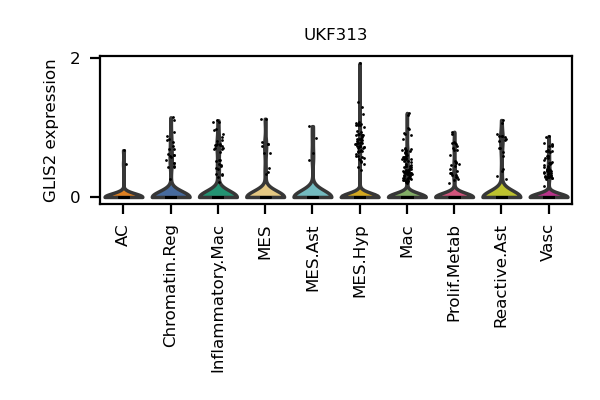 UKF313
GLIS2 expression
2
0
AC
Chromatin.Reg
Inflammatory.Mac
MES
MES.Ast
MES.Hyp
Mac
Prolif.Metab
Reactive.Ast
Vasc